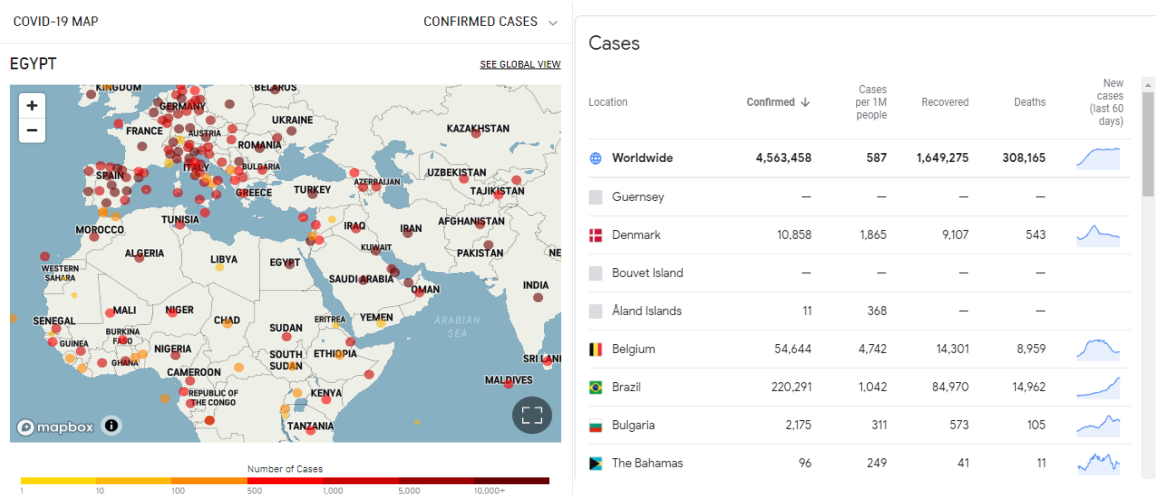 COVID-19 MAP
CONFIRMED CASES
EGYPT
SEE GLOBAL VIEW
+
−
KINGDOM
BELARUS
GERMANY
UKRAINE
FRANCE
AUSTRIA
KAZAKHSTAN
ROMANIA
ITALY
BULGARIA
SPAIN
UZBEKISTAN
AZERBAIJAN
TURKEY
TAJIKISTAN
GREECE
TUNISIA
AFGHANISTAN
MOROCCO
IRAQ
IRAN
ALGERIA
LIBYA
EGYPT
KUWAIT
PAKISTAN
NE
WESTERN
SAHARA
SAUDI ARABIA
OMAN
INDIA
MALI
NIGER
SENEGAL
CHAD
ERITREA
YEMEN
ARABIAN
SEA
SUDAN
BURKINA
FASO
GUINEA
NIGERIA
GHANA
SOUTH
SUDAN
ETHIOPIA
SRI LAN
CAMEROON
MALDIVES
REPUBLIC OF
THE CONGO
KENYA
TANZANIA
mapbox
i
Number of Cases
1 10 100 500 1,000 5,000 10,000+
Cases
Location Confirmed Cases per 1M people Recovered Deaths New cases (last 60 days)
Worldwide 4,563,458 587 1,649,275 308,165
Guernsey — — — —
Denmark 10,858 1,865 9,107 543
Bouvet Island — — — —
Åland Islands 11 368 — —
Belgium 54,644 4,742 14,301 8,959
Brazil 220,291 1,042 84,970 14,962
Bulgaria 2,175 311 573 105
The Bahamas 96 249 41 11